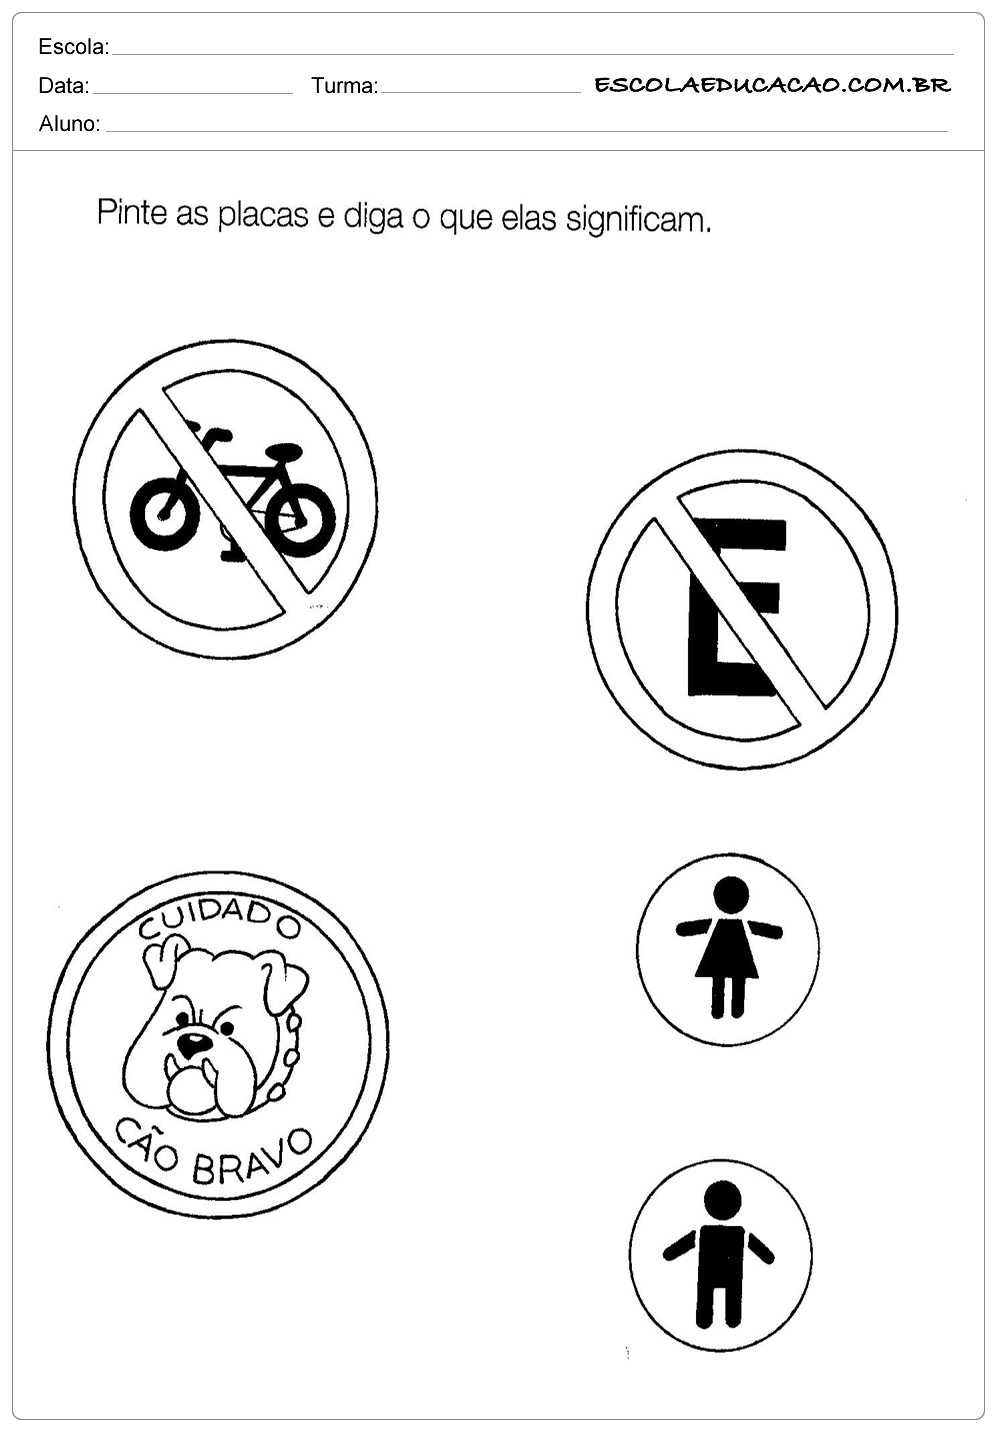 Escola:
Data: Turma: ESCOLAEDUCACAO.COM.BR
Aluno:
Pinte as placas e diga o que elas significam.
E
CUIDADO
CÃO BRAVO